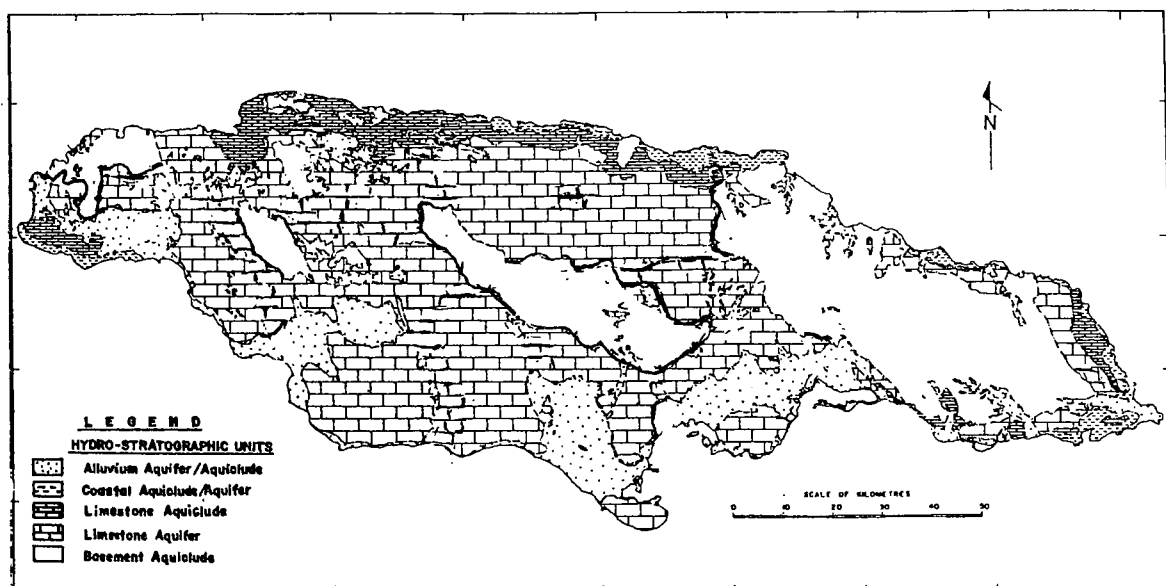 N
LEGEND
HYDRO-STRATOGRAPHIC UNITS
Alluvium Aquifer/Aquiclude
Coastal Aquiclude/Aquifer
Limestone Aquiclude
Limestone Aquifer
Basement Aquiclude
SCALE OF KILOMETRES
0 10 20 30 40 50